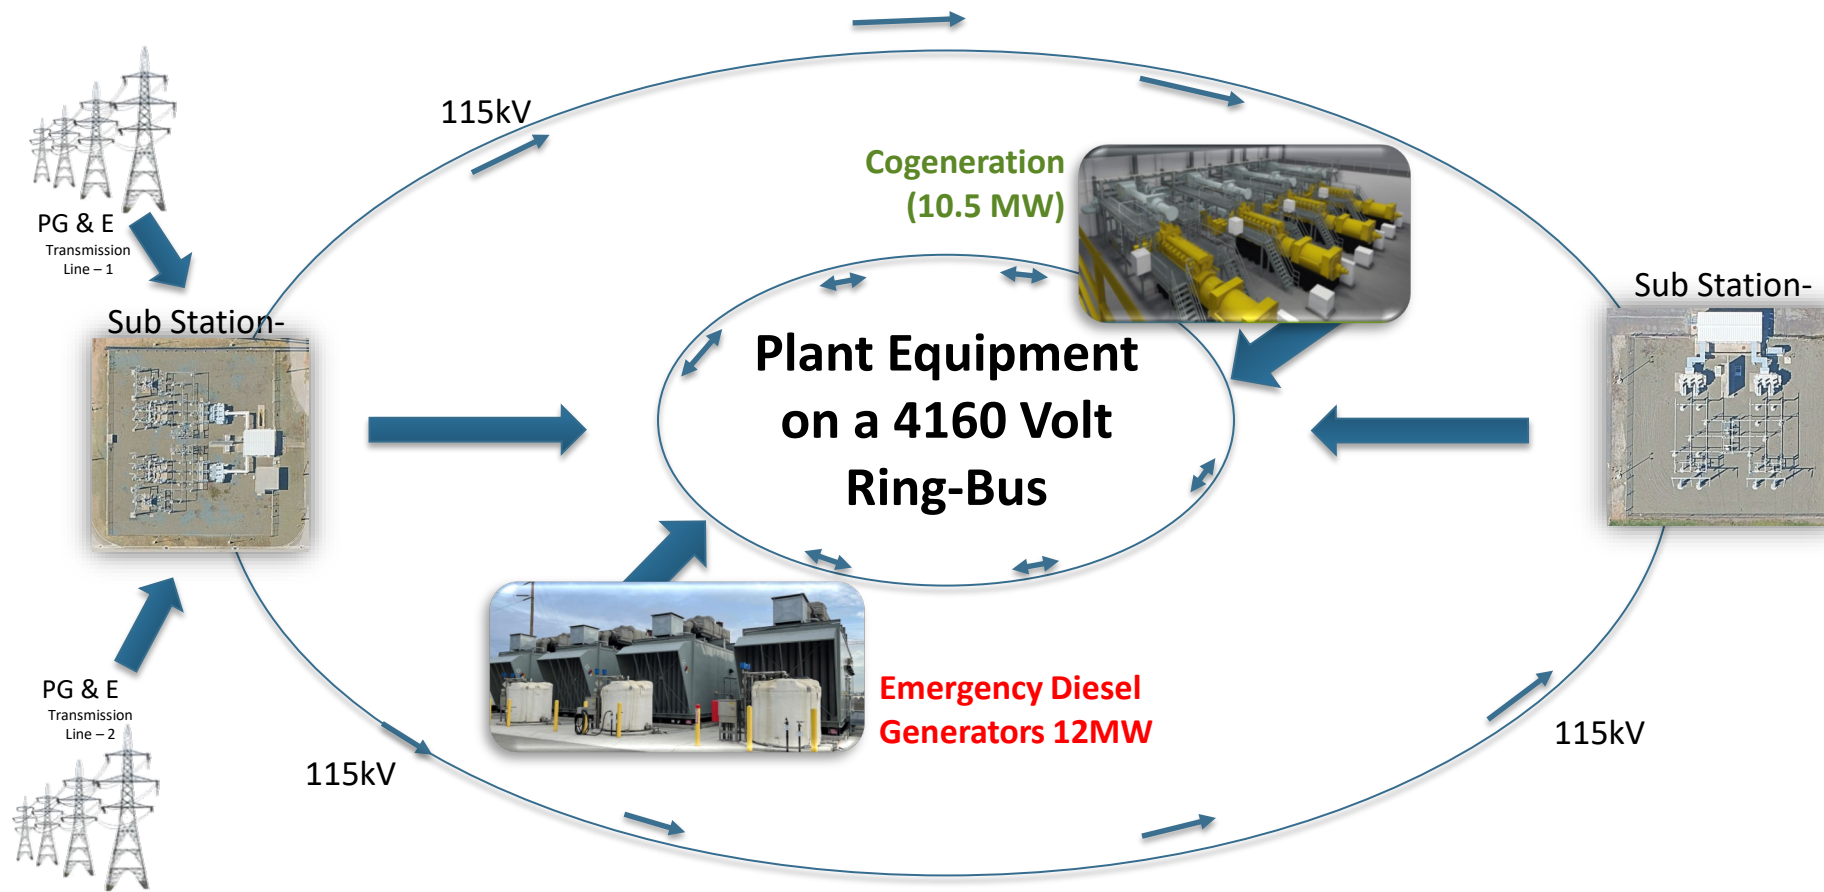 115kV
PG & E
Transmission
Line – 1
Sub Station-
Cogeneration
(10.5 MW)
Sub Station-
Plant Equipment
on a 4160 Volt
Ring-Bus
PG & E
Transmission
Line – 2
115kV
Emergency Diesel
Generators 12MW
115kV